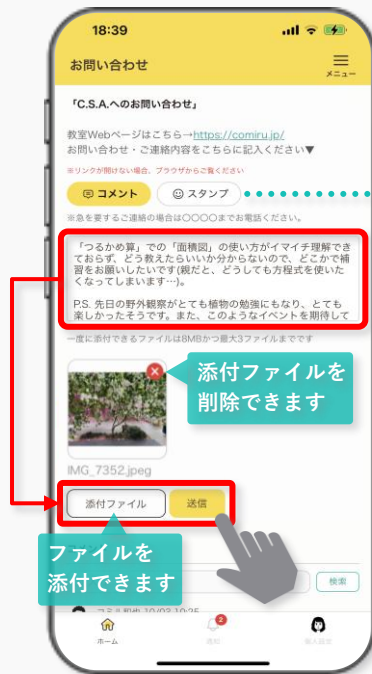 18:39
お問い合わせ
メニュー
「C.S.A.へのお問い合わせ」
教室Webページはこちら→https://comiru.jp/
お問い合わせ・ご連絡内容をこちらに記入ください▼
※リンクが開けない場合、ブラウザからご覧ください
コメント
スタンプ
※急を要するご連絡の場合は〇〇〇〇までお電話ください。
「つるかめ算」での「面積図」の使い方がイマイチ理解でき
ておらず、どう教えたらいいか分からないので、どこかで補
習をお願いしたいです(親だと、どうしても方程式を使いた
くなってしまいます…)。
P.S. 先日の野外観察がとても植物の勉強にもなり、とても
楽しかったそうです。また、このようなイベントを期待して
一度に添付できるファイルは8MBかつ最大3ファイルまでです
添付ファイルを
削除できます
IMG_7352.jpeg
添付ファイル
送信
ファイルを
添付できます
検索
10/03 10:25
2
ホーム